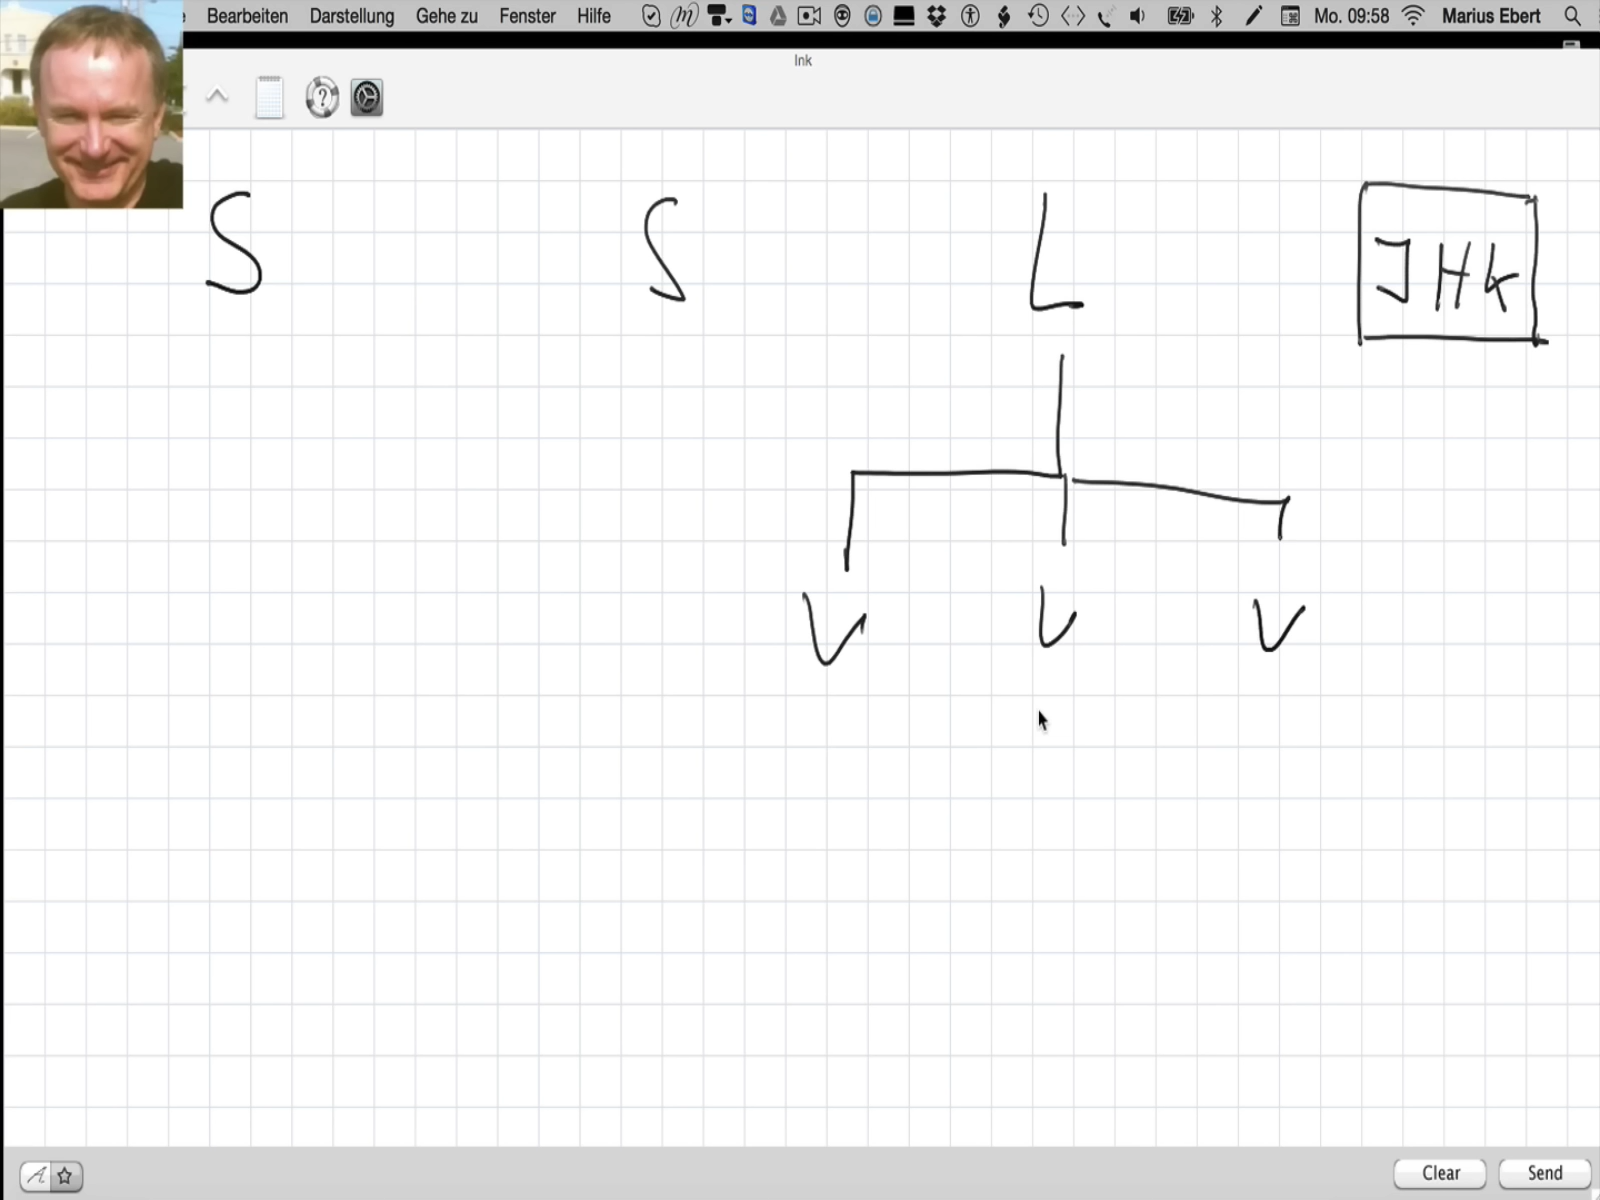 Bearbeiten Darstellung Gehe zu Fenster Hilfe Mo. 09:58 Marius Ebert
Ink
S S L IHK
V V V
Clear Send